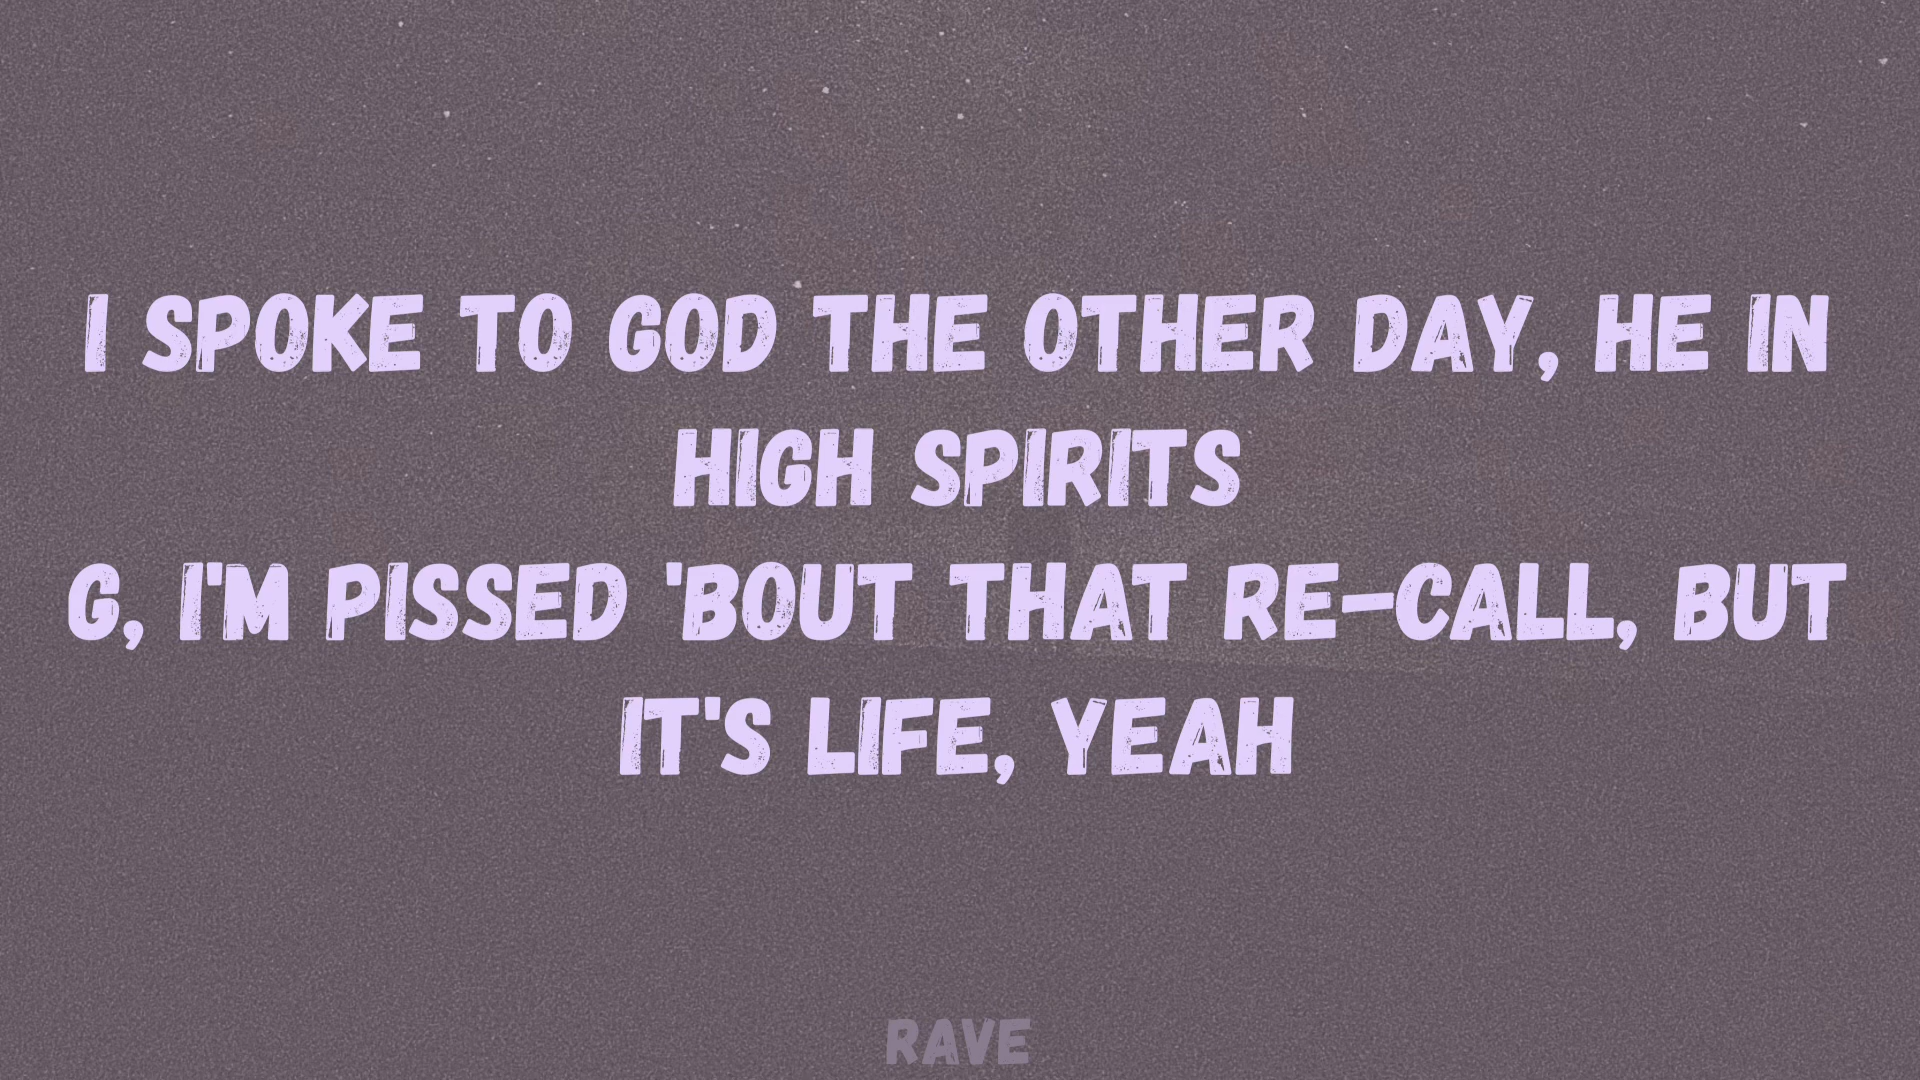 I SPOKE TO GOD THE OTHER DAY, HE IN
HIGH SPIRITS
G, I'M PISSED 'BOUT THAT RE-CALL, BUT
IT'S LIFE, YEAH
RAVE